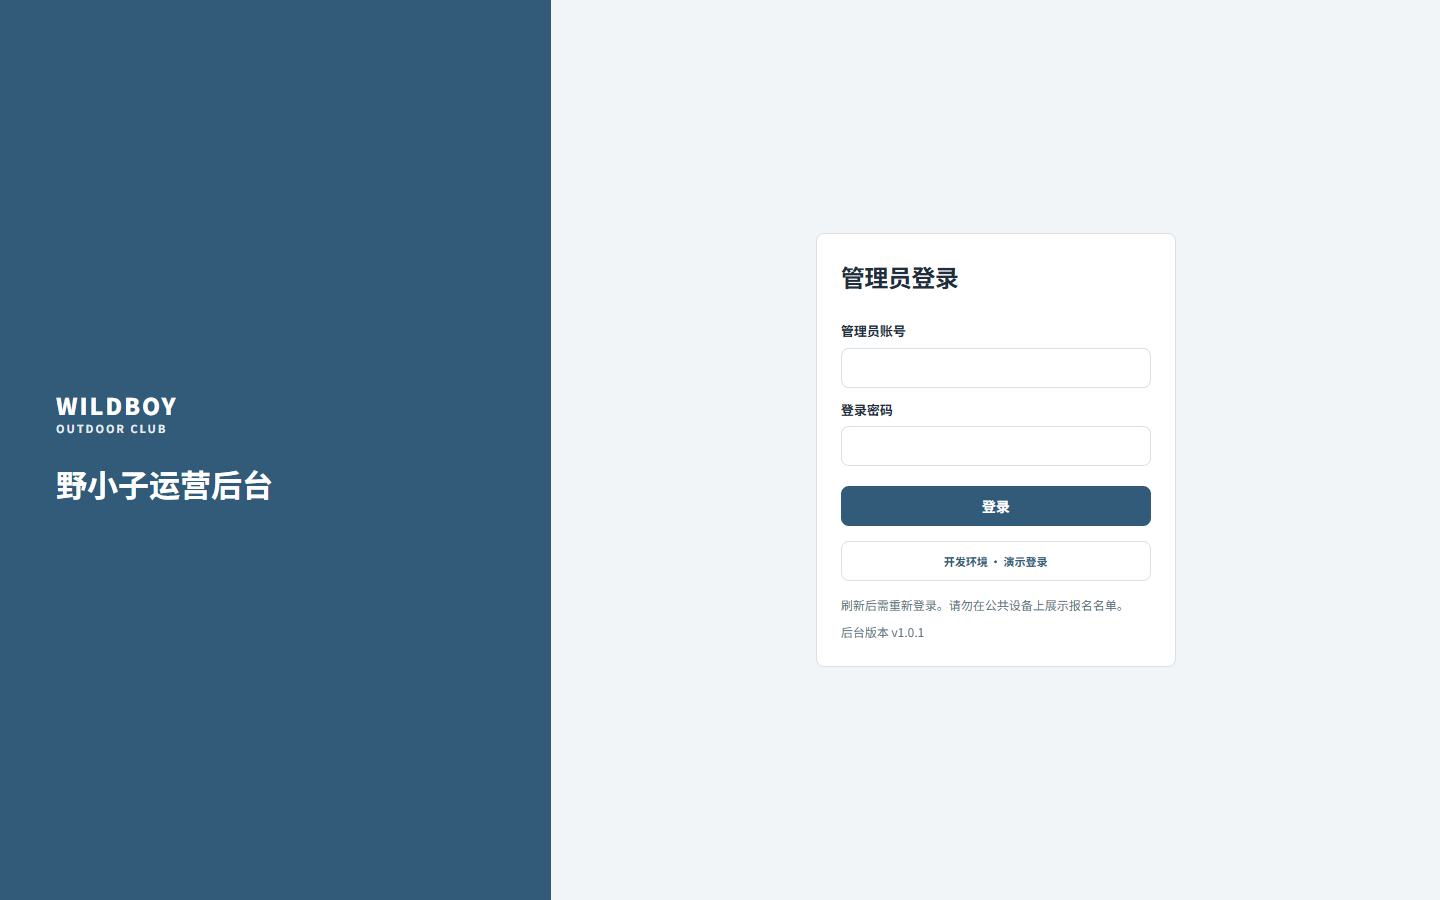 WILDBOY
OUTDOOR CLUB
野小子运营后台
管理员登录
管理员账号
登录密码
登录
开发环境 · 演示登录
刷新后需重新登录。请勿在公共设备上展示报名名单。
后台版本 v1.0.1